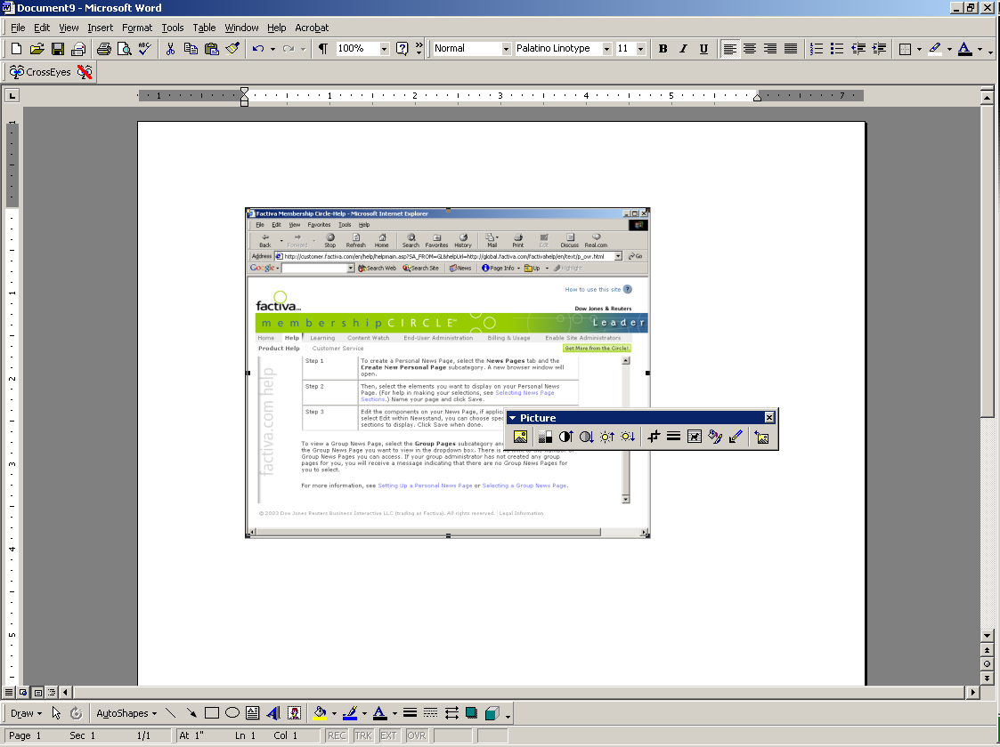 Document9 - Microsoft Word
File Edit View Insert Format Tools Table Window Help Acrobat
100% Normal Palatino Linotype 11 B I U
CrossEyes
1 1 2 3 4 5 7
Factiva Membership Circle-Help - Microsoft Internet Explorer
File Edit View Favorites Tools Help
Back Forward Stop Refresh Home Search Favorites History Mail Print Edit Discuss Real.com
Address http://customer.factiva.com/en/help/helpmain.asp?SA_FROM=GL&helpUrl=http://global.factiva.com/factivahelp/en/text/p_ovr.html Go
Google Search Web Search Site News Page Info Up Highlight
How to use this site ?
factiva
Dow Jones & Reuters
membership CIRCLE Leader
Home Help Learning Content Watch End-User Administration Billing & Usage Enable Site Administrators
Product Help Customer Service Get More from the Circle!
factiva.com help
Step 1 To create a Personal News Page, select the News Pages tab and the
Create New Personal Page subcategory. A new browser window will
open.
Step 2 Then, select the elements you want to display on your Personal News
Page. (For help in making your selections, see Selecting News Page
Sections.) Name your page and click Save.
Step 3 Edit the components on your News Page, if applic
select Edit within Newsstand, you can choose spec
sections to display. Click Save when done.
Picture
To view a Group News Page, select the Group Pages subcategory an
the Group News Page you want to view in the dropdown box. There is
Group News Pages you can access. If your group administrator has not created any group
pages for you, you will receive a message indicating that there are no Group News Pages for
you to select.
For more information, see Setting Up a Personal News Page or Selecting a Group News Page.
© 2003 Dow Jones Reuters Business Interactive LLC (trading as Factiva). All rights reserved. Legal Information
1
2
3
4
5
Draw AutoShapes
Page 1 Sec 1 1/1 At 1" Ln 1 Col 1 REC TRK EXT OVR